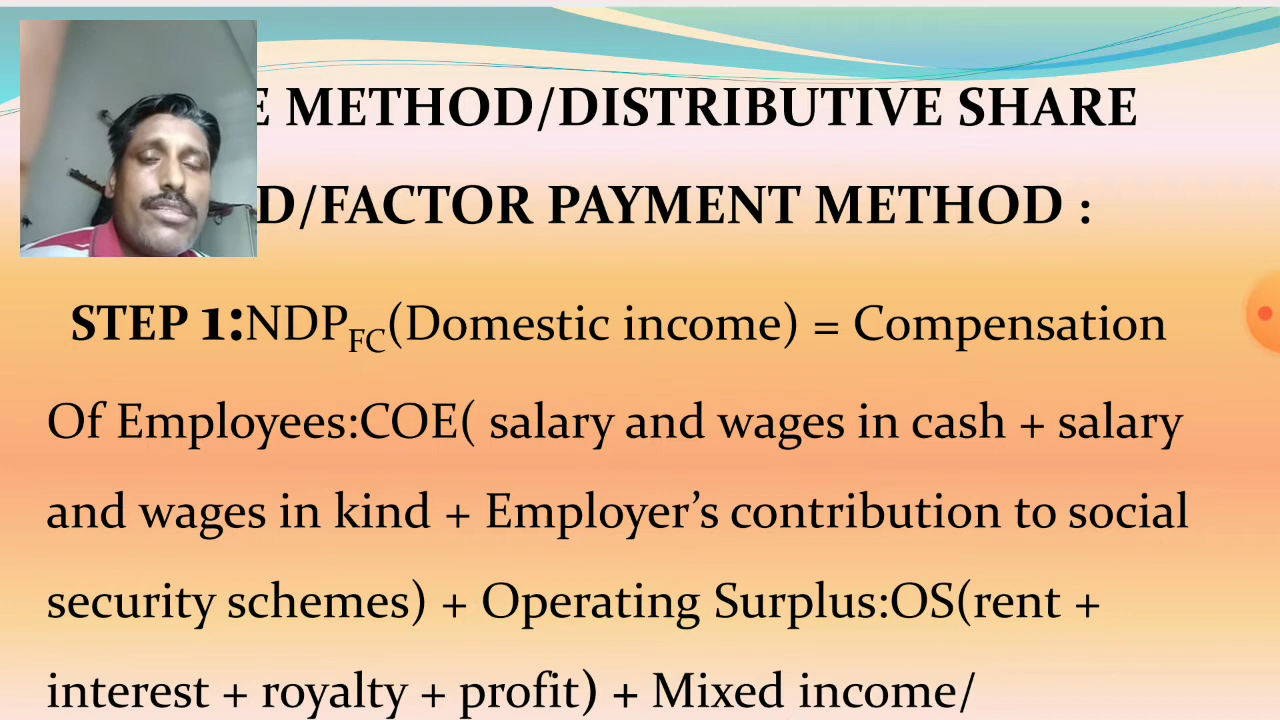 E METHOD/DISTRIBUTIVE SHARE
D/FACTOR PAYMENT METHOD :
STEP 1:NDPFC(Domestic income) = Compensation
Of Employees:COE( salary and wages in cash + salary
and wages in kind + Employer’s contribution to social
security schemes) + Operating Surplus:OS(rent +
interest + royalty + profit) + Mixed income/